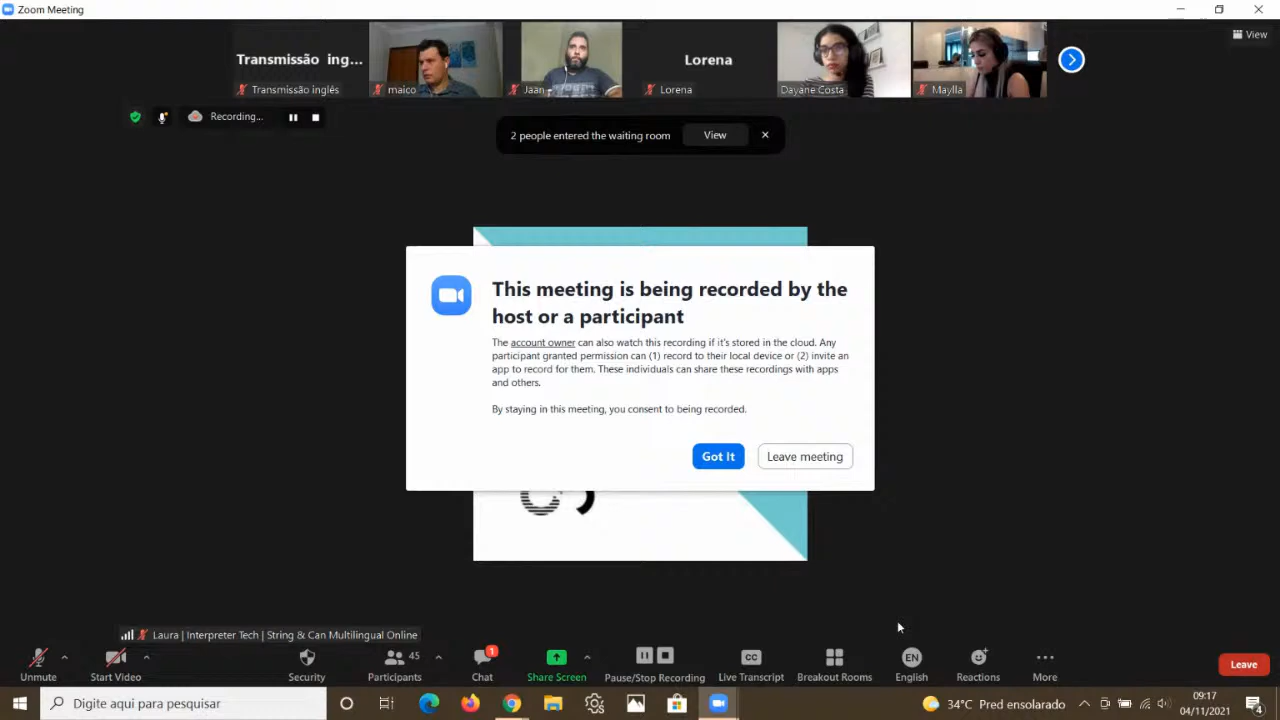 Zoom Meeting
View
Transmissão ing...
Lorena
Transmissão inglés
maico
Jaan
Lorena
Dayane Costa
Maylla
Recording...
2 people entered the waiting room
View
This meeting is being recorded by the
host or a participant
The account owner can also watch this recording if it's stored in the cloud. Any
participant granted permission can (1) record to their local device or (2) invite an
app to record for them. These individuals can share these recordings with apps
and others.
By staying in this meeting, you consent to being recorded.
Got It
Leave meeting
Laura | Interpreter Tech | String & Can Multilingual Online
45
1
CC
EN
Unmute
Start Video
Security
Participants
Chat
Share Screen
Pause/Stop Recording
Live Transcript
Breakout Rooms
English
Reactions
More
Leave
Digite aqui para pesquisar
34°C Pred ensolarado
09:17
04/11/2021
4